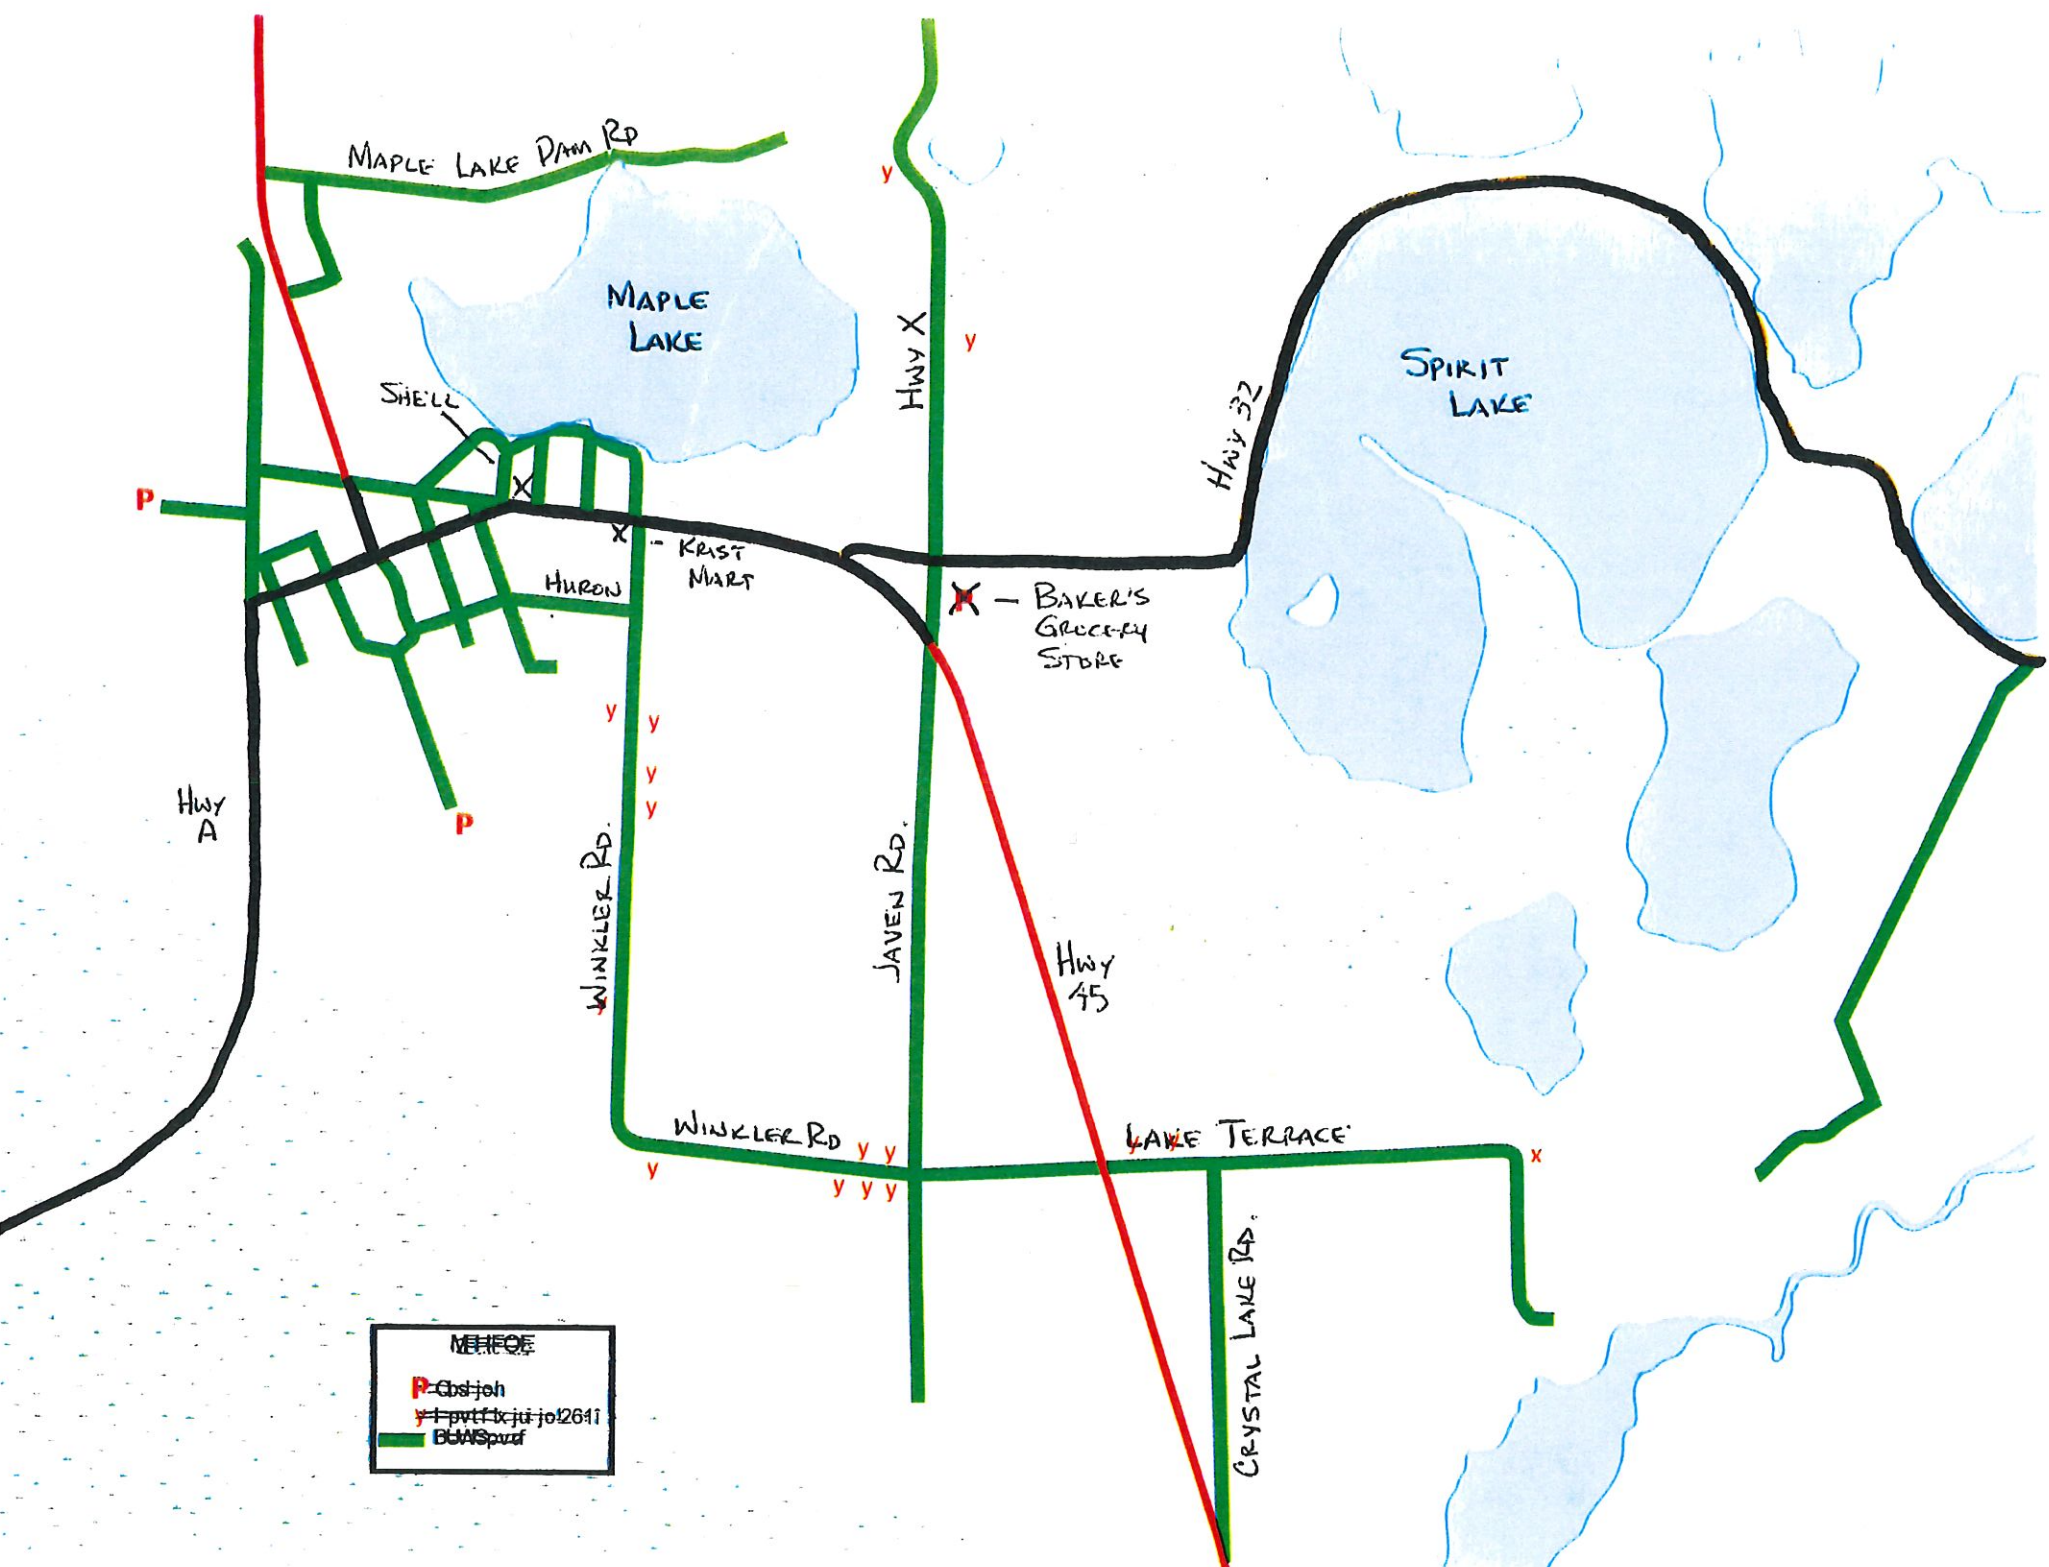 MAPLE LAKE DAM RD
y
MAPLE
LAKE
HWY X
y
SPIRIT
LAKE
SHELL
HWY 32
P
X
X - KRIST
MART
HURON
X - BAKER'S
GROCERY
STORE
y
y
y
y
HWY
A
P
WINKLER RD.
JAVEN RD.
HWY
45
WINKLER RD
y y
LAKE TERRACE
x
y
y y y
CRYSTAL LAKE RD.
P
y